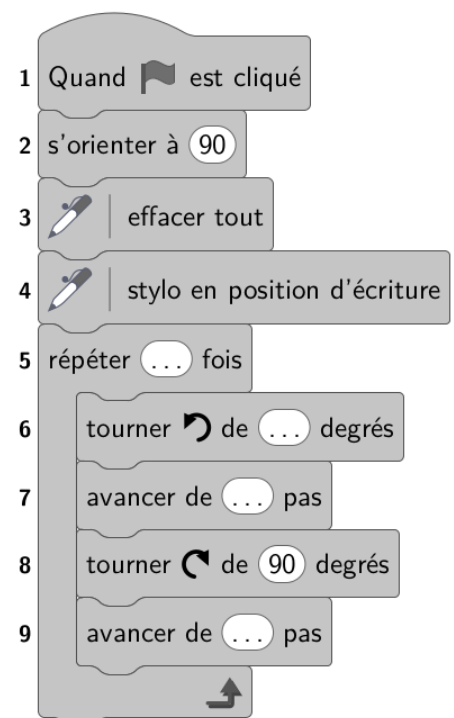 1 Quand est cliqué
2 s'orienter à 90
3 effacer tout
4 stylo en position d'écriture
5 répéter ... fois
6 tourner de ... degrés
7 avancer de ... pas
8 tourner de 90 degrés
9 avancer de ... pas